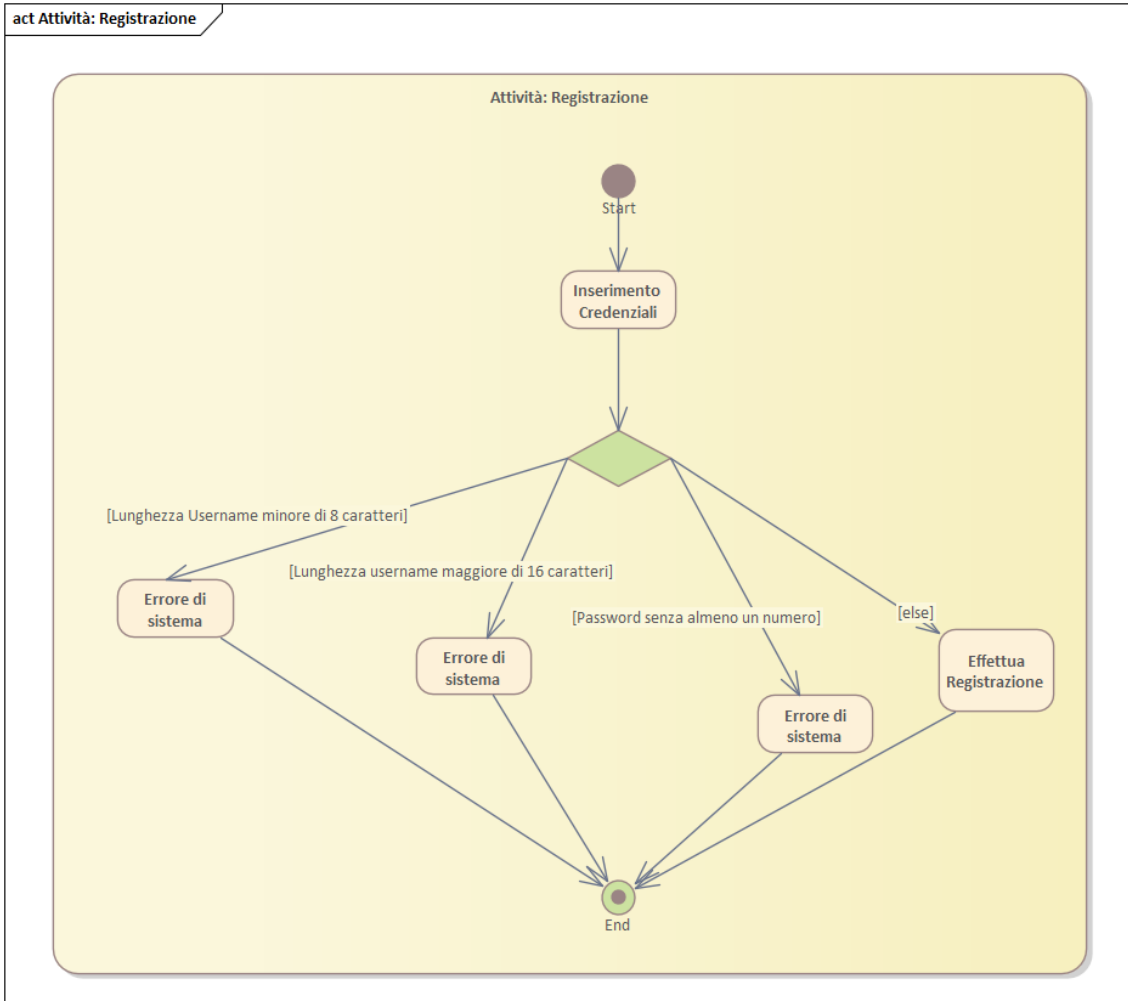 act Attività: Registrazione
Attività: Registrazione
Start
Inserimento
Credenziali
[Lunghezza Username minore di 8 caratteri]
[Lunghezza username maggiore di 16 caratteri]
[Password senza almeno un numero]
[else]
Errore di
sistema
Errore di
sistema
Errore di
sistema
Effettua
Registrazione
End